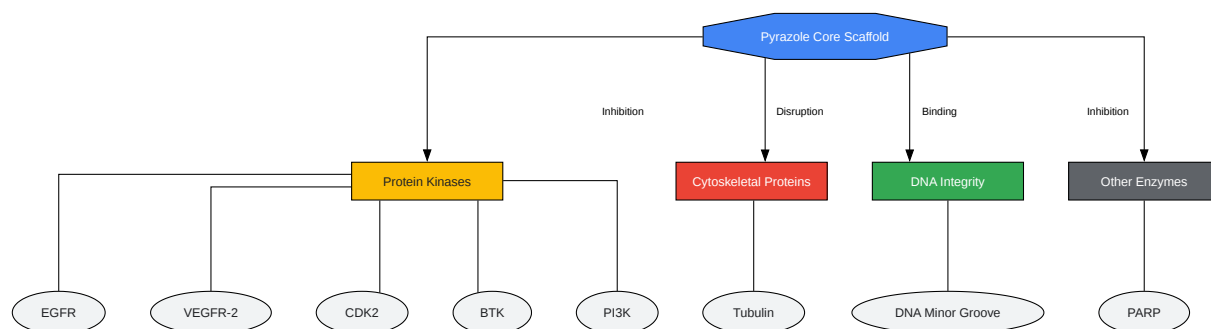 Pyrazole Core Scaffold
Inhibition
Disruption
Binding
Inhibition
Protein Kinases
Cytoskeletal Proteins
DNA Integrity
Other Enzymes
EGFR
VEGFR-2
CDK2
BTK
PI3K
Tubulin
DNA Minor Groove
PARP